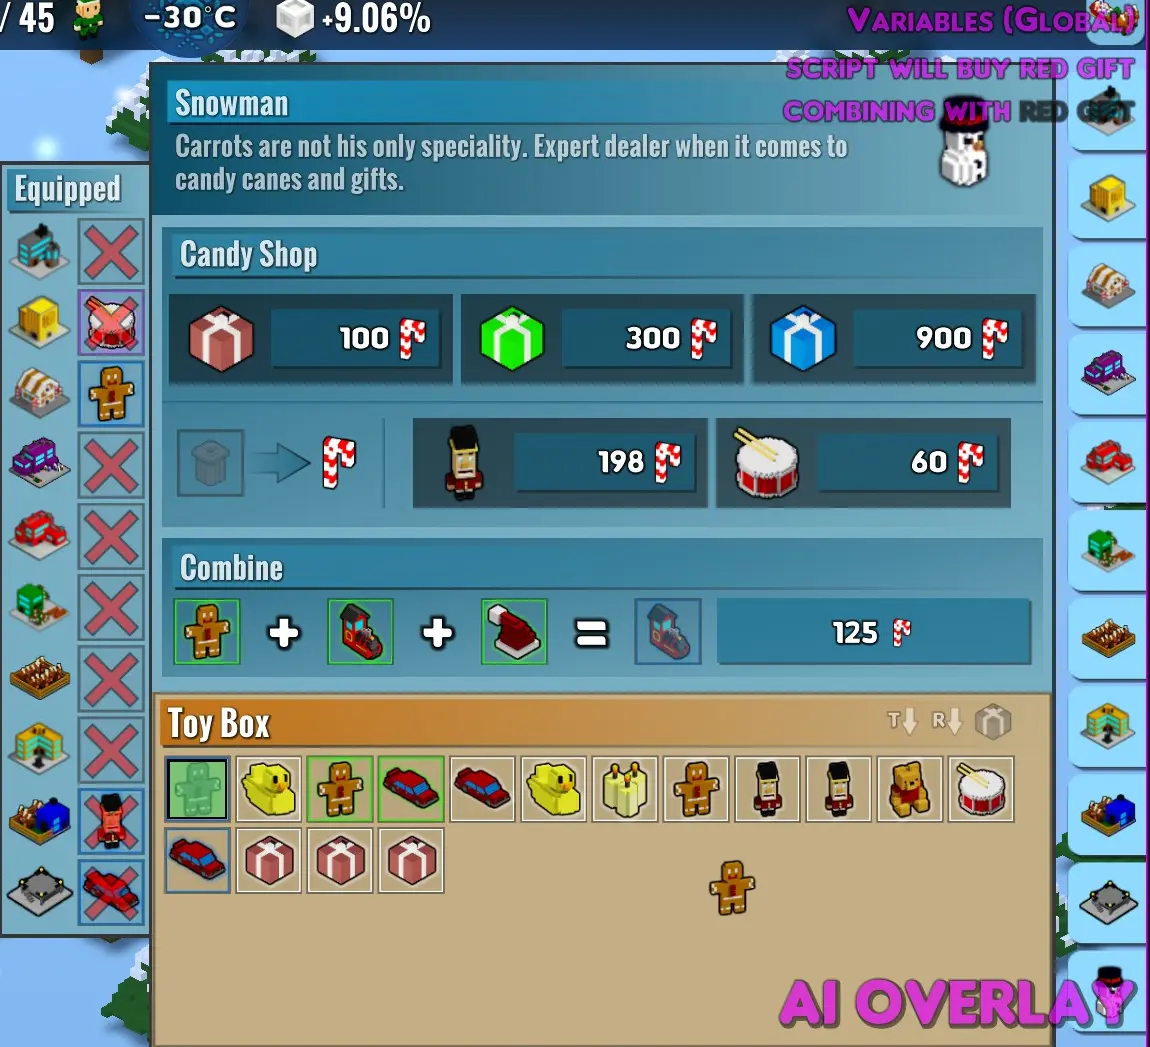 / 45
-30°C
+9.06%
VARIABLES (GLOBAL)
SCRIPT WILL BUY RED GIFT
COMBINING WITH RED GIFT
Snowman
Carrots are not his only speciality. Expert dealer when it comes to
candy canes and gifts.
Equipped
Candy Shop
100
300
900
198
60
Combine
+ + = 125
Toy Box
T R
AI OVERLAY